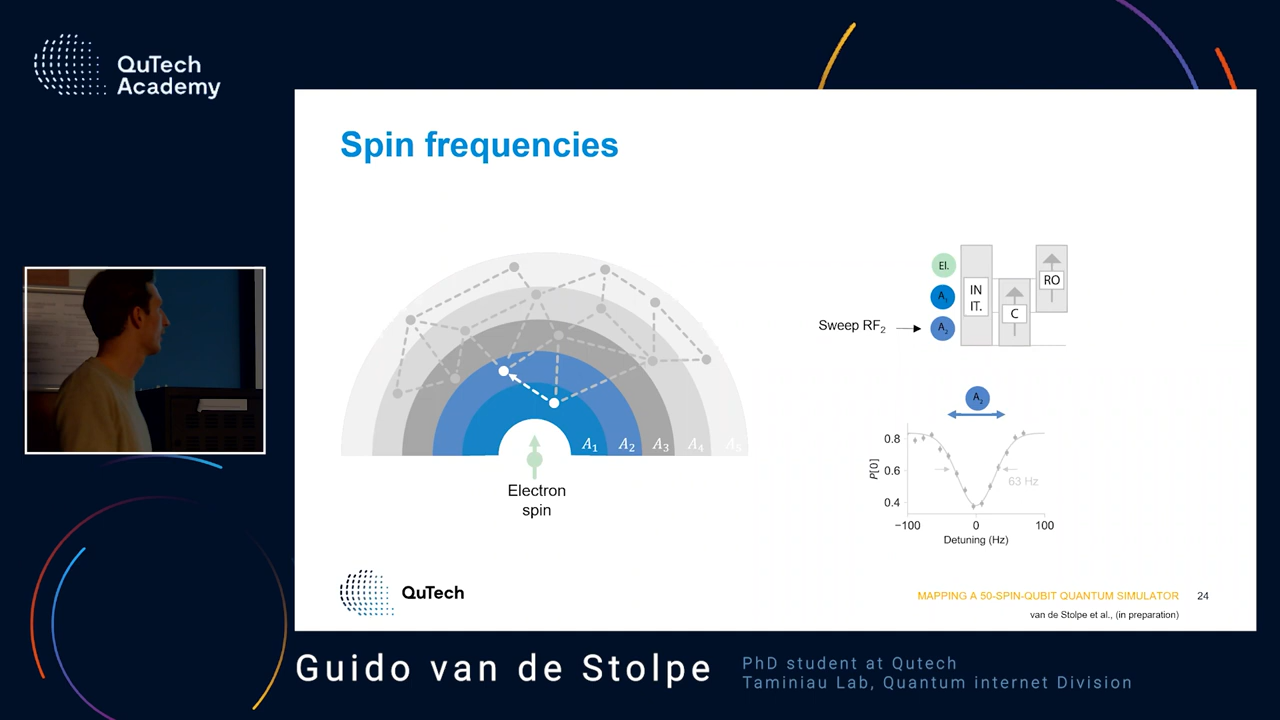 QuTech
Academy
Spin frequencies
El.
A₁
A₂
IN
IT.
C
RO
Sweep RF₂
A₁ A₂ A₃ A₄ A₅
Electron
spin
A₂
0.8
0.6
0.4
P[0]
63 Hz
−100 0 100
Detuning (Hz)
QuTech
MAPPING A 50-SPIN-QUBIT QUANTUM SIMULATOR 24
van de Stolpe et al., (in preparation)
Guido van de Stolpe
PhD student at Qutech
Taminiau Lab, Quantum internet Division